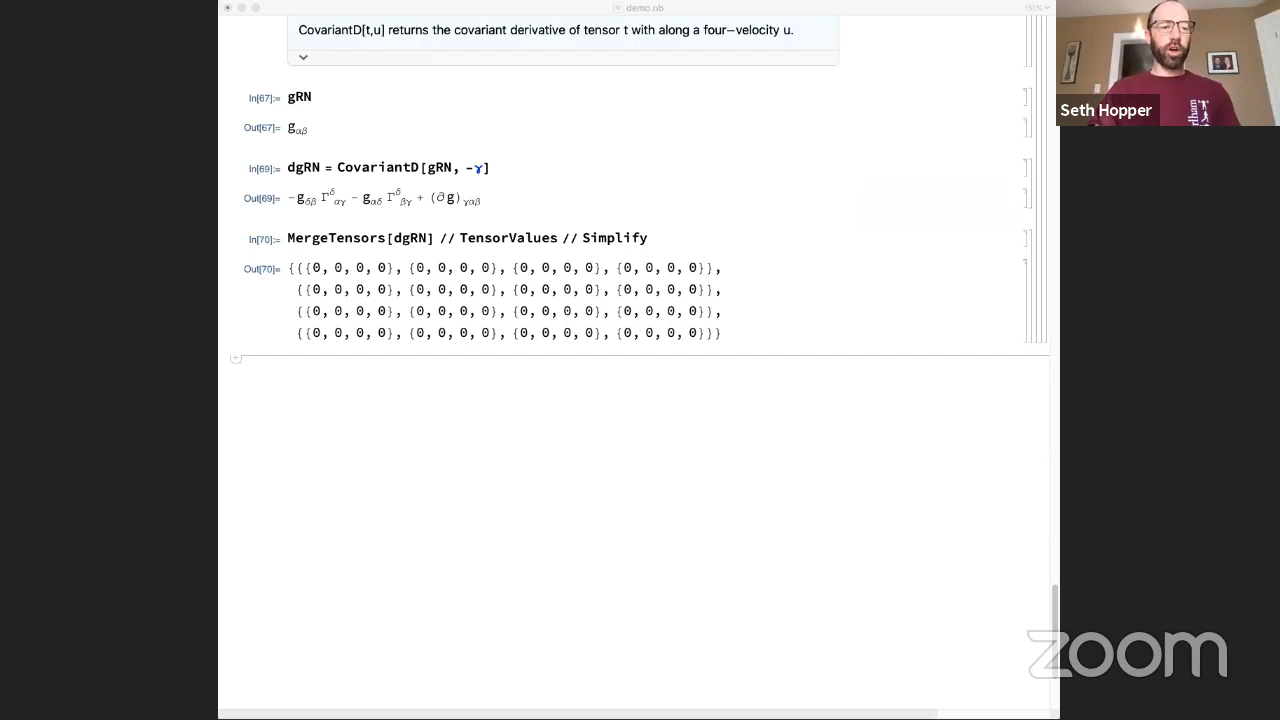 demo.nb
165%
CovariantD[t,u] returns the covariant derivative of tensor t with along a four−velocity u.
In[67]:= gRN
Out[67]= gαβ
In[69]:= dgRN = CovariantD[gRN, -γ]
Out[69]= -gδβ Γδαγ - gαδ Γδβγ + (∂g)γαβ
In[70]:= MergeTensors[dgRN] // TensorValues // Simplify
Out[70]= {{{0, 0, 0, 0}, {0, 0, 0, 0}, {0, 0, 0, 0}, {0, 0, 0, 0}},
{{0, 0, 0, 0}, {0, 0, 0, 0}, {0, 0, 0, 0}, {0, 0, 0, 0}},
{{0, 0, 0, 0}, {0, 0, 0, 0}, {0, 0, 0, 0}, {0, 0, 0, 0}},
{{0, 0, 0, 0}, {0, 0, 0, 0}, {0, 0, 0, 0}, {0, 0, 0, 0}}}
Seth Hopper
zoom